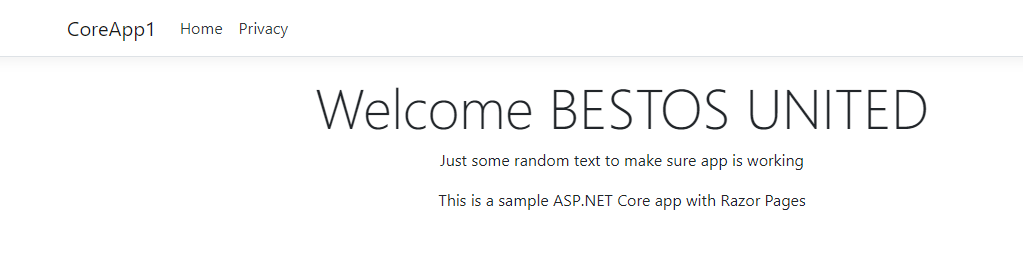 CoreApp1 Home Privacy
Welcome BESTOS UNITED
Just some random text to make sure app is working
This is a sample ASP.NET Core app with Razor Pages